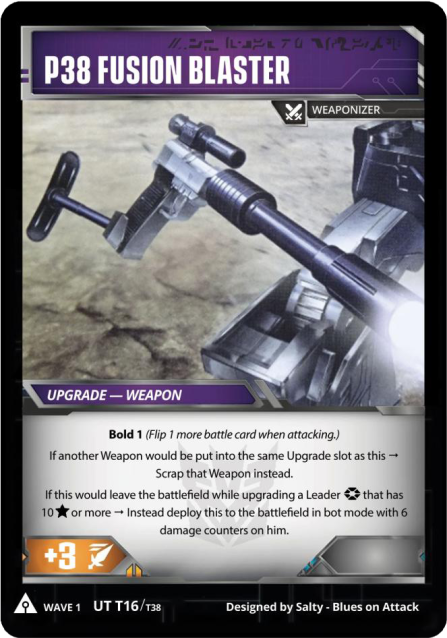 P38 FUSION BLASTER
WEAPONIZER
UPGRADE — WEAPON
Bold 1 (Flip 1 more battle card when attacking.)
If another Weapon would be put into the same Upgrade slot as this →
Scrap that Weapon instead.
If this would leave the battlefield while upgrading a Leader that has
10 ★ or more → Instead deploy this to the battlefield in bot mode with 6
damage counters on him.
+3
WAVE 1 UT T16/T38 Designed by Salty - Blues on Attack